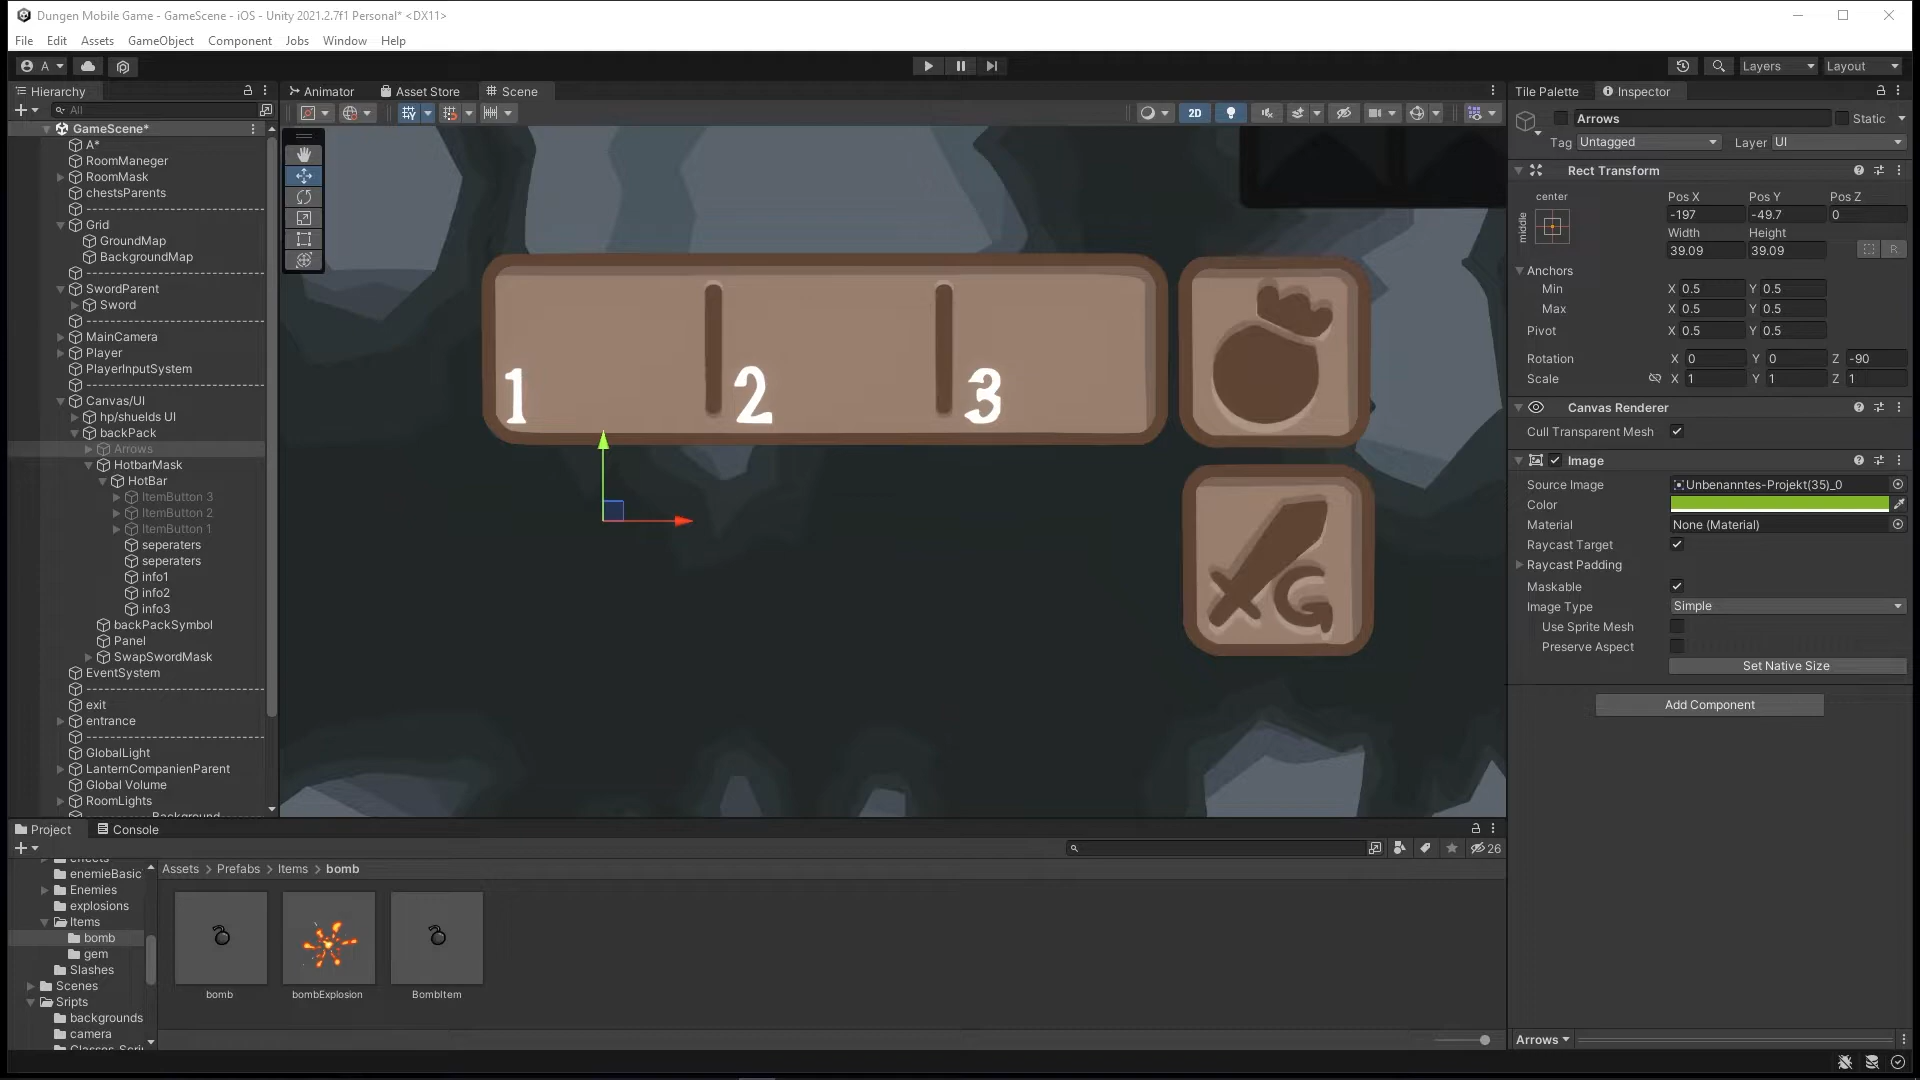 Dungen Mobile Game - GameScene - iOS - Unity 2021.2.7f1 Personal* <DX11>
File Edit Assets GameObject Component Jobs Window Help
A
Layers
Layout
Hierarchy
All
GameScene*
A*
RoomManeger
RoomMask
chestsParents
Grid
GroundMap
BackgroundMap
SwordParent
Sword
MainCamera
Player
PlayerInputSystem
Canvas/UI
hp/shuelds UI
backPack
Arrows
HotbarMask
HotBar
ItemButton 3
ItemButton 2
ItemButton 1
seperaters
seperaters
info1
info2
info3
backPackSymbol
Panel
SwapSwordMask
EventSystem
exit
entrance
GlobalLight
LanternCompanienParent
Global Volume
RoomLights
Animator
Asset Store
Scene
2D
1
2
3
Tile Palette
Inspector
Arrows
Static
Tag Untagged
Layer UI
Rect Transform
center
middle
Pos X Pos Y Pos Z
-197 -49.7 0
Width Height
39.09 39.09
R
Anchors
Min X 0.5 Y 0.5
Max X 0.5 Y 0.5
Pivot X 0.5 Y 0.5
Rotation X 0 Y 0 Z -90
Scale X 1 Y 1 Z 1
Canvas Renderer
Cull Transparent Mesh
Image
Source Image Unbenanntes-Projekt(35)_0
Color
Material None (Material)
Raycast Target
Raycast Padding
Maskable
Image Type Simple
Use Sprite Mesh
Preserve Aspect
Set Native Size
Add Component
Arrows
Project
Console
26
enemieBasic
Enemies
explosions
Items
bomb
gem
Slashes
Scenes
Sripts
backgrounds
camera
Assets > Prefabs > Items > bomb
bomb
bombExplosion
BombItem